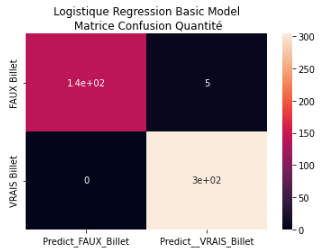 Logistique Regression Basic Model
Matrice Confusion Quantité
FAUX Billet
1.4e+02
5
VRAIS Billet
0
3e+02
Predict_FAUX_Billet
Predict__VRAIS_Billet
300
250
200
150
100
50
0